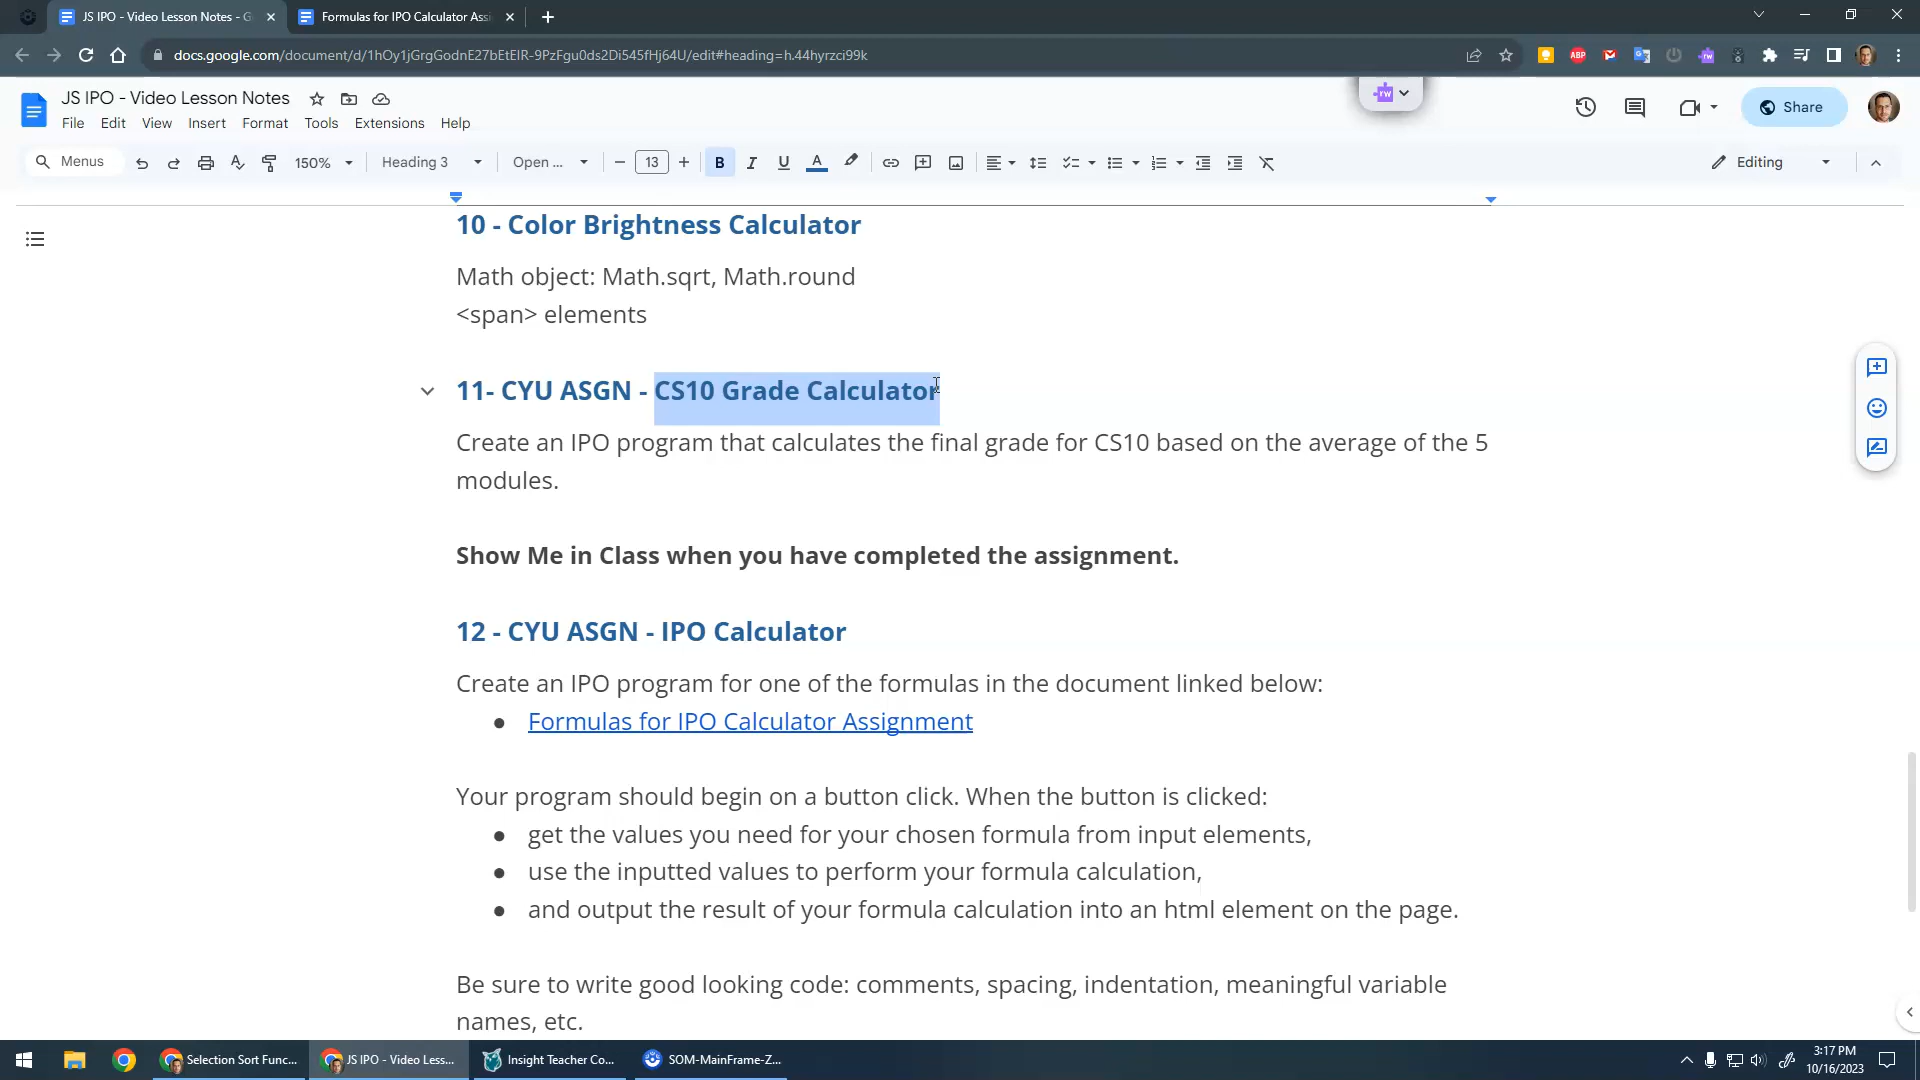 JS IPO - Video Lesson Notes - G
Formulas for IPO Calculator Assi
docs.google.com/document/d/1hOy1jGrgGodnE27bEtElR-9PzFgu0ds2Di545fHj64U/edit#heading=h.44hyrzci99k
ABP
rw
JS IPO - Video Lesson Notes
rw
Share
File Edit View Insert Format Tools Extensions Help
Menus 150% Heading 3 Open ... 13 B I U A Editing
10 - Color Brightness Calculator
Math object: Math.sqrt, Math.round
<span> elements
11- CYU ASGN - CS10 Grade Calculator
Create an IPO program that calculates the final grade for CS10 based on the average of the 5
modules.
Show Me in Class when you have completed the assignment.
12 - CYU ASGN - IPO Calculator
Create an IPO program for one of the formulas in the document linked below:
● Formulas for IPO Calculator Assignment
Your program should begin on a button click. When the button is clicked:
● get the values you need for your chosen formula from input elements,
● use the inputted values to perform your formula calculation,
● and output the result of your formula calculation into an html element on the page.
Be sure to write good looking code: comments, spacing, indentation, meaningful variable
names, etc.
Selection Sort Func...
JS IPO - Video Less...
Insight Teacher Co...
SOM-MainFrame-Z...
3:17 PM
10/16/2023